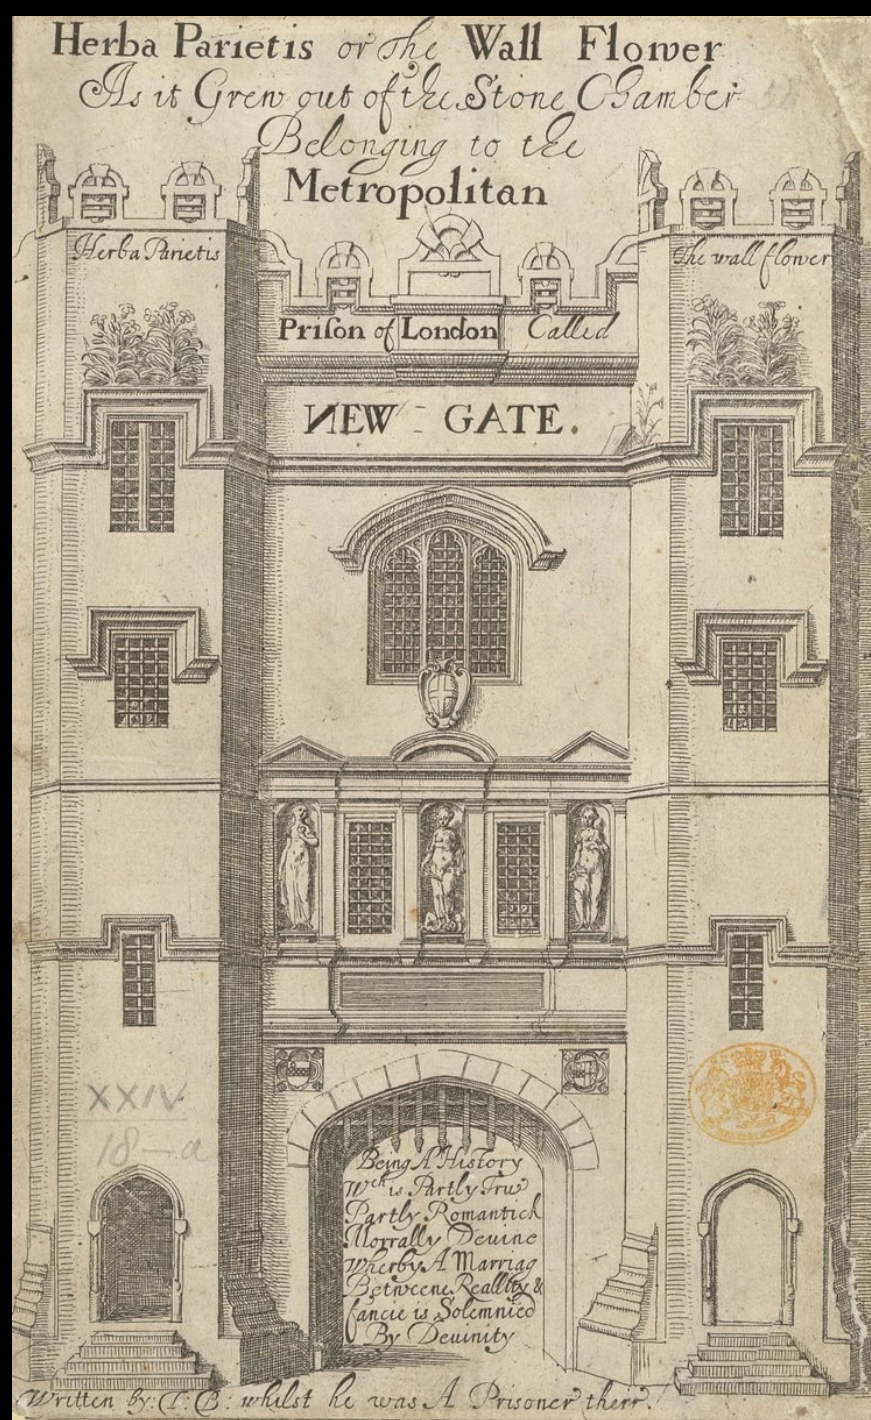 Herba Parietis or The Wall Flower
As it Grew out of the Stone Chamber
Belonging to the
Metropolitan
Herba Parietis
The wall flower
Prison of London Called
NEW - GATE.
Being A History
Wch is Partly True
Partly Romantick
Morrally Devine
Wherby A Marriag
Betweene Reallity &
fancie is Solemnied
By Devinity
XXIV
18-a
Written by: T: B: whilst he was A Prisoner there.